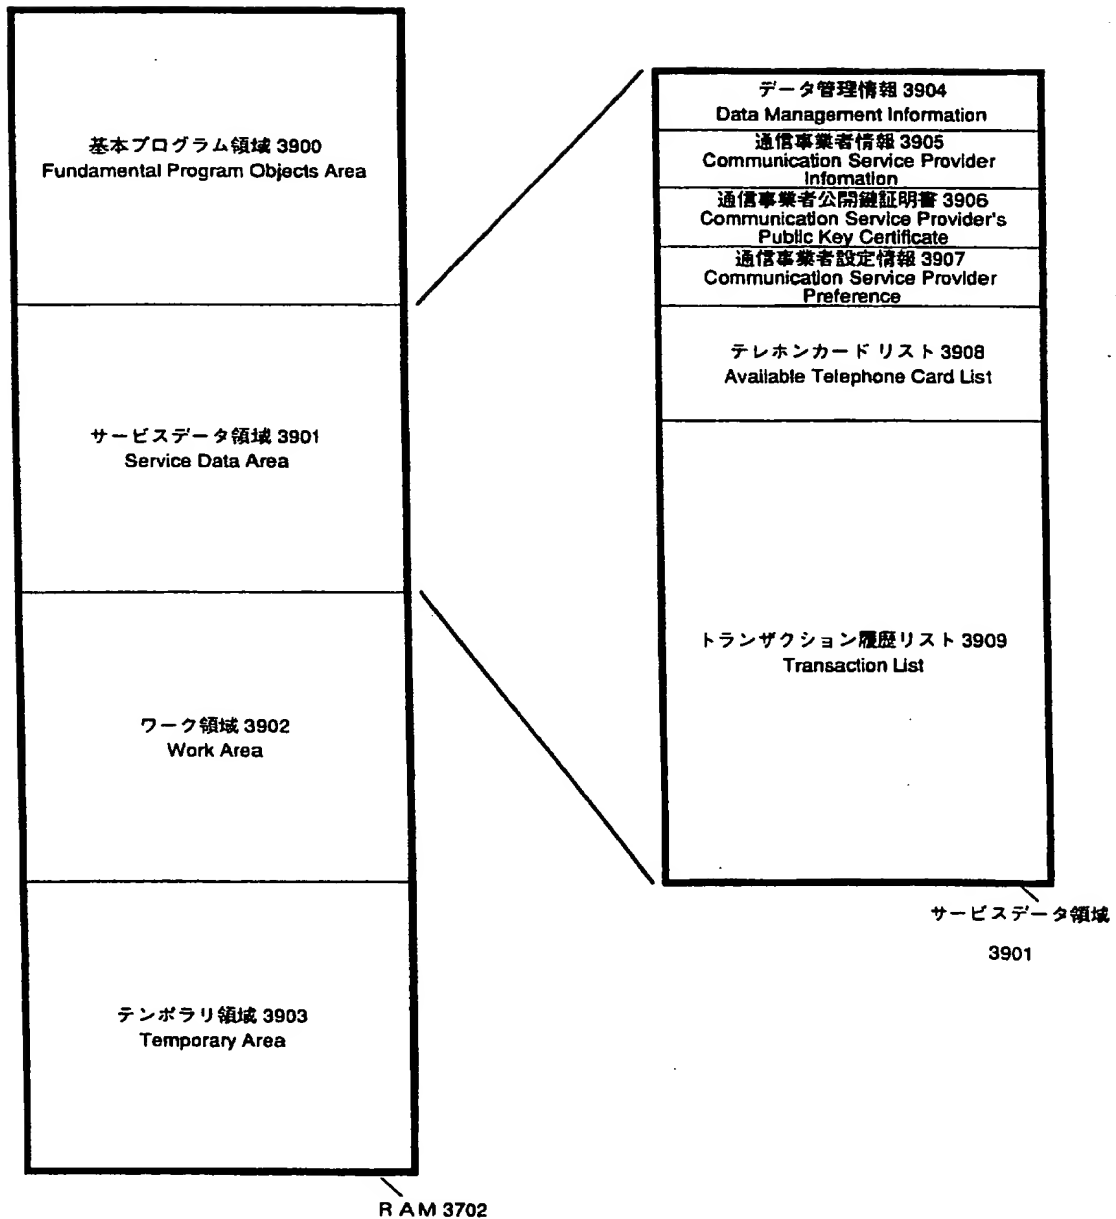 基本プログラム領域 3900
Fundamental Program Objects Area
サービスデータ領域 3901
Service Data Area
ワーク領域 3902
Work Area
テンポラリ領域 3903
Temporary Area
RAM 3702
データ管理情報 3904
Data Management Information
通信事業者情報 3905
Communication Service Provider
Infomation
通信事業者公開鍵証明書 3906
Communication Service Provider's
Public Key Certificate
通信事業者設定情報 3907
Communication Service Provider
Preference
テレホンカード リスト 3908
Available Telephone Card List
トランザクション履歴リスト 3909
Transaction List
サービスデータ領域
3901